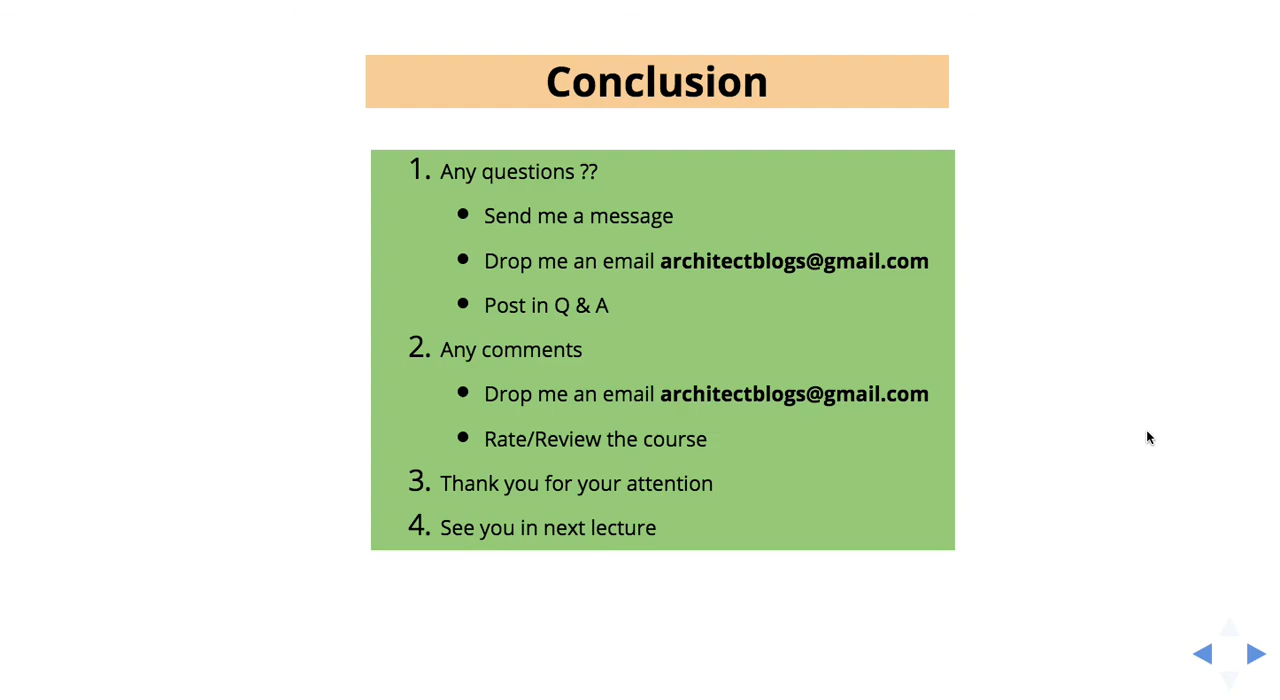 Conclusion
1. Any questions ??
• Send me a message
• Drop me an email architectblogs@gmail.com
• Post in Q & A
2. Any comments
• Drop me an email architectblogs@gmail.com
• Rate/Review the course
3. Thank you for your attention
4. See you in next lecture